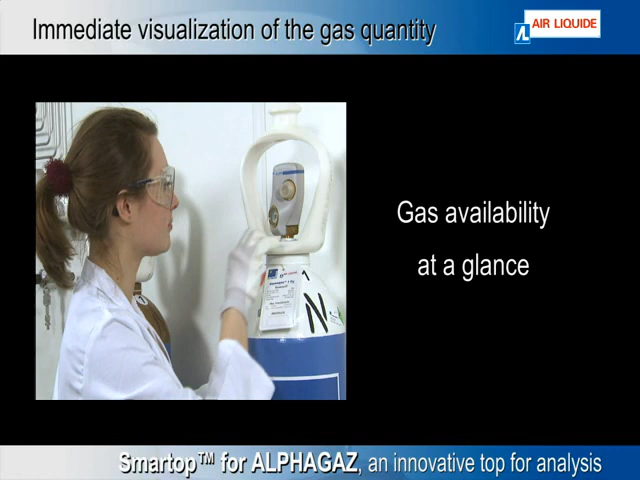 Immediate visualization of the gas quantity
AIR LIQUIDE
Gas availability
at a glance
N
Smartop™ for ALPHAGAZ, an innovative top for analysis